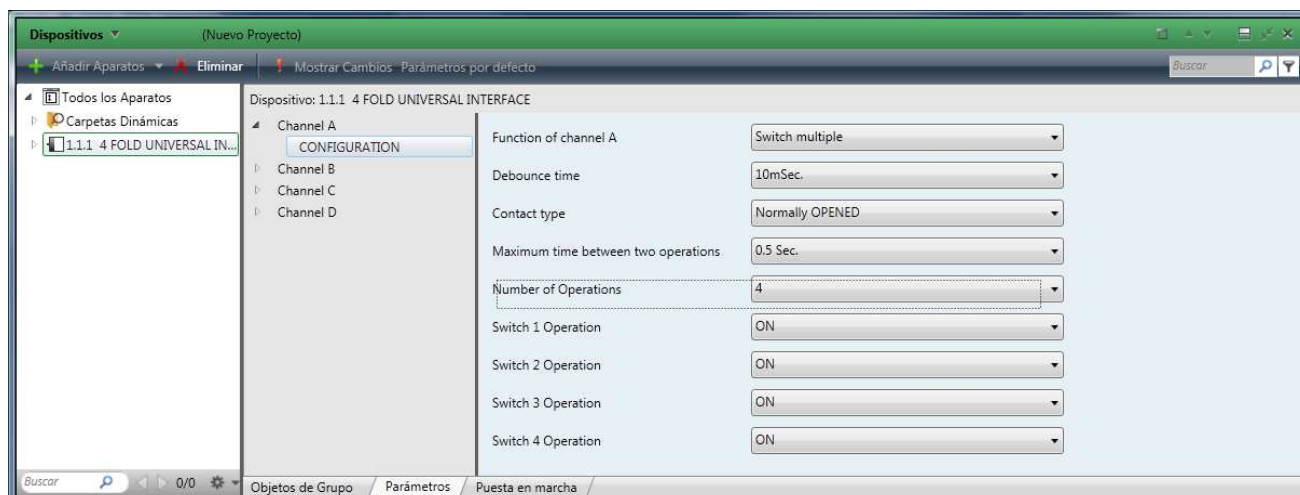 Dispositivos (Nuevo Proyecto)
Añadir Aparatos Eliminar Mostrar Cambios Parámetros por defecto Buscar
Todos los Aparatos
Carpetas Dinámicas
1.1.1 4 FOLD UNIVERSAL IN...
Dispositivo: 1.1.1 4 FOLD UNIVERSAL INTERFACE
Channel A
CONFIGURATION
Channel B
Channel C
Channel D
Function of channel A Switch multiple
Debounce time 10mSec.
Contact type Normally OPENED
Maximum time between two operations 0.5 Sec.
Number of Operations 4
Switch 1 Operation ON
Switch 2 Operation ON
Switch 3 Operation ON
Switch 4 Operation ON
Buscar 0/0
Objetos de Grupo Parámetros Puesta en marcha